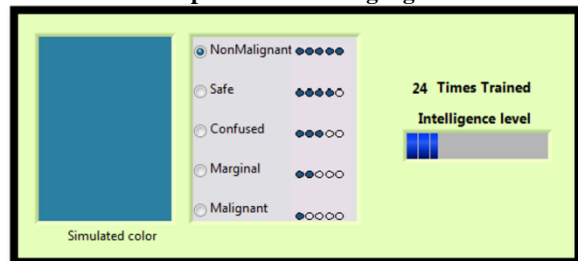 NonMalignant
Safe
Confused
Marginal
Malignant
24 Times Trained
Intelligence level
Simulated color